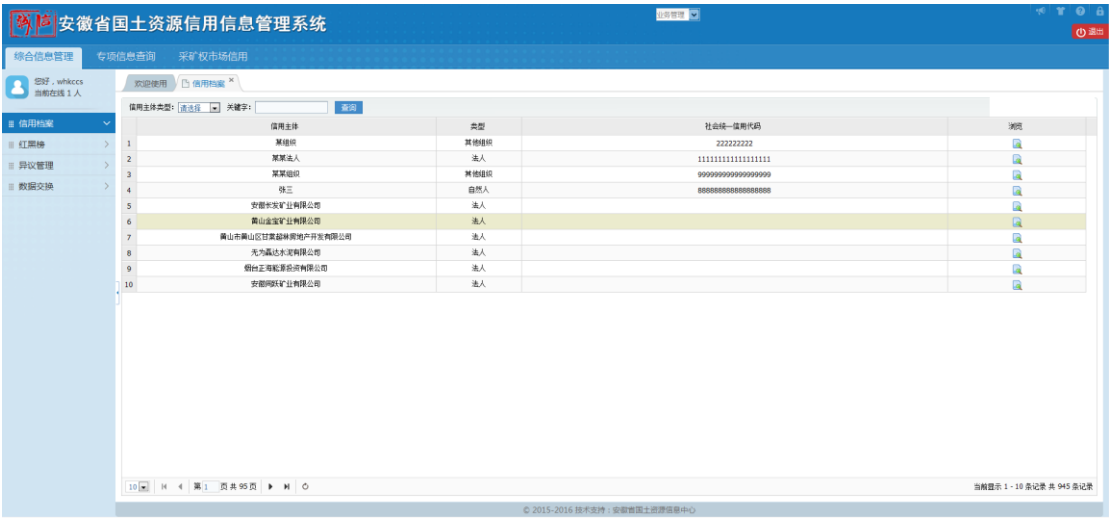 诚信 安徽省国土资源信用信息管理系统 业务管理
退出
综合信息管理 专项信息查询 采矿权市场信用
您好，whkccs
当前在线 1 人
欢迎使用 信用档案 ×
信用主体类型： 请选择 关键字： 查询
信用档案
红黑榜
异议管理
数据交换
信用主体 类型 社会统一信用代码 浏览
1 某组织 其他组织 222222222
2 某某法人 法人 111111111111111111
3 某某组织 其他组织 999999999999999999
4 张三 自然人 888888888888888888
5 安徽长发矿业有限公司 法人
6 黄山金宝矿业有限公司 法人
7 黄山市黄山区甘棠超林房地产开发有限公司 法人
8 无为磊达水泥有限公司 法人
9 烟台正海能源投资有限公司 法人
10 安徽阿跃矿业有限公司 法人
10 第 1 页 共 95 页 当前显示 1 - 10 条记录 共 945 条记录
© 2015-2016 技术支持：安徽省国土资源信息中心